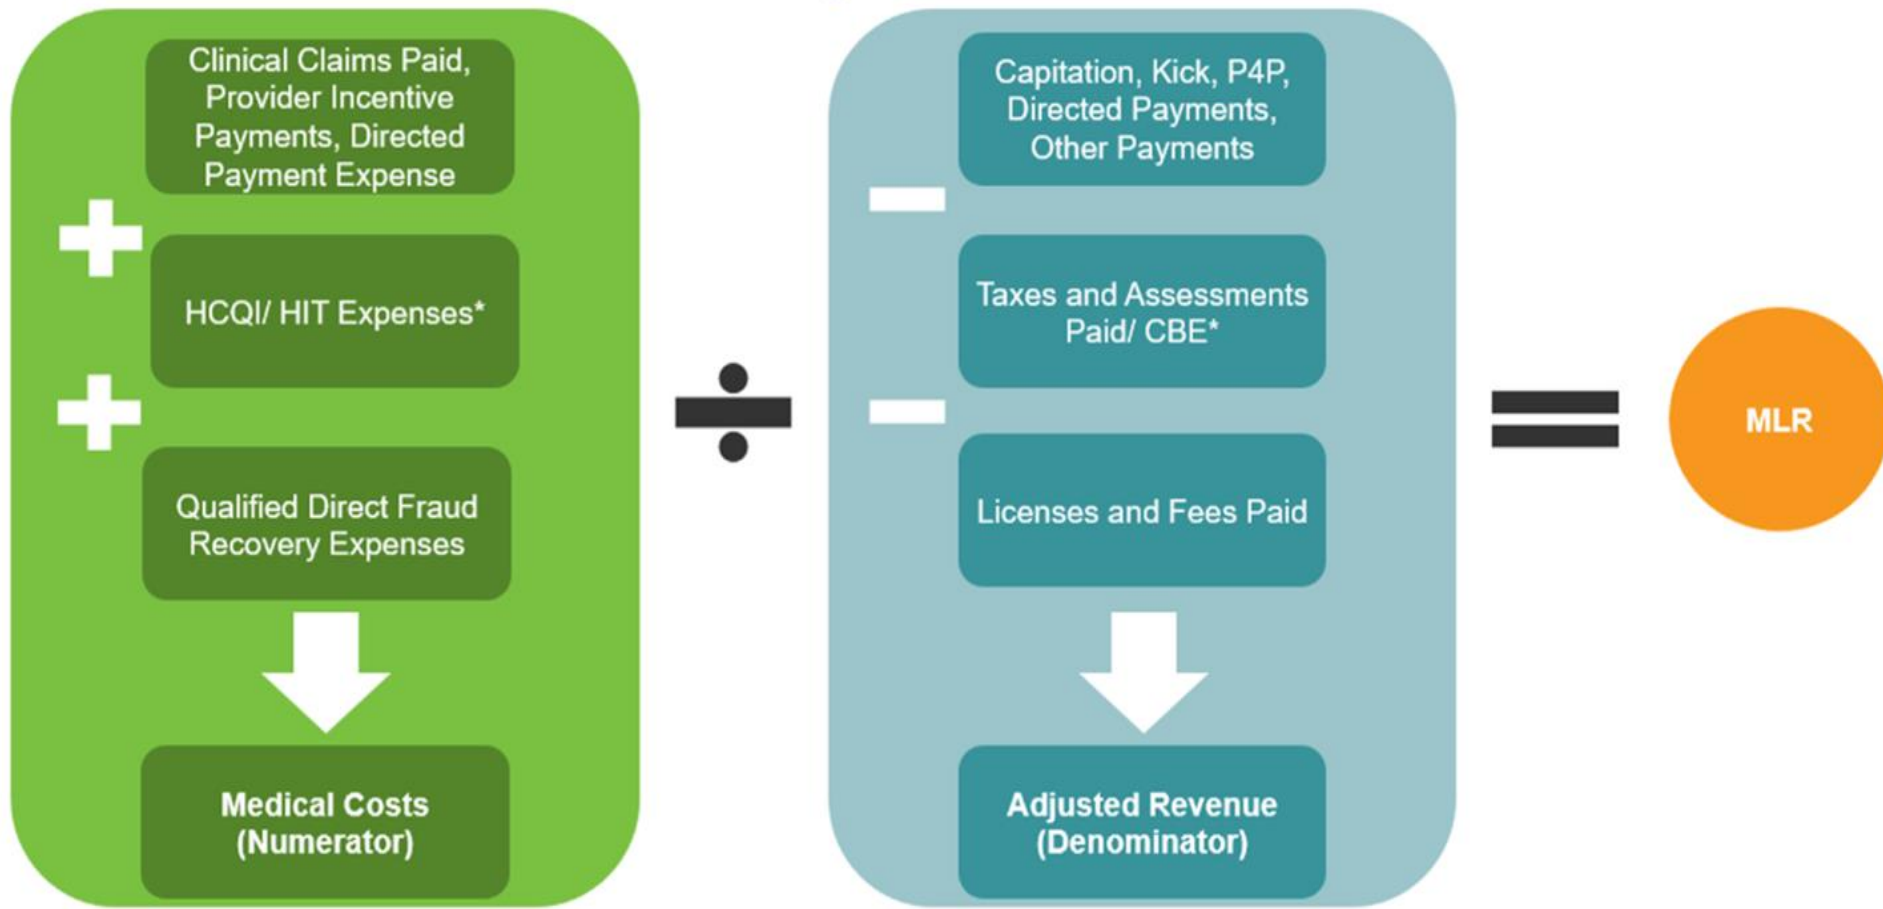 Clinical Claims Paid,
Provider Incentive
Payments, Directed
Payment Expense
HCQI/ HIT Expenses*
Qualified Direct Fraud
Recovery Expenses
Medical Costs
(Numerator)
Capitation, Kick, P4P,
Directed Payments,
Other Payments
Taxes and Assessments
Paid/ CBE*
Licenses and Fees Paid
Adjusted Revenue
(Denominator)
MLR